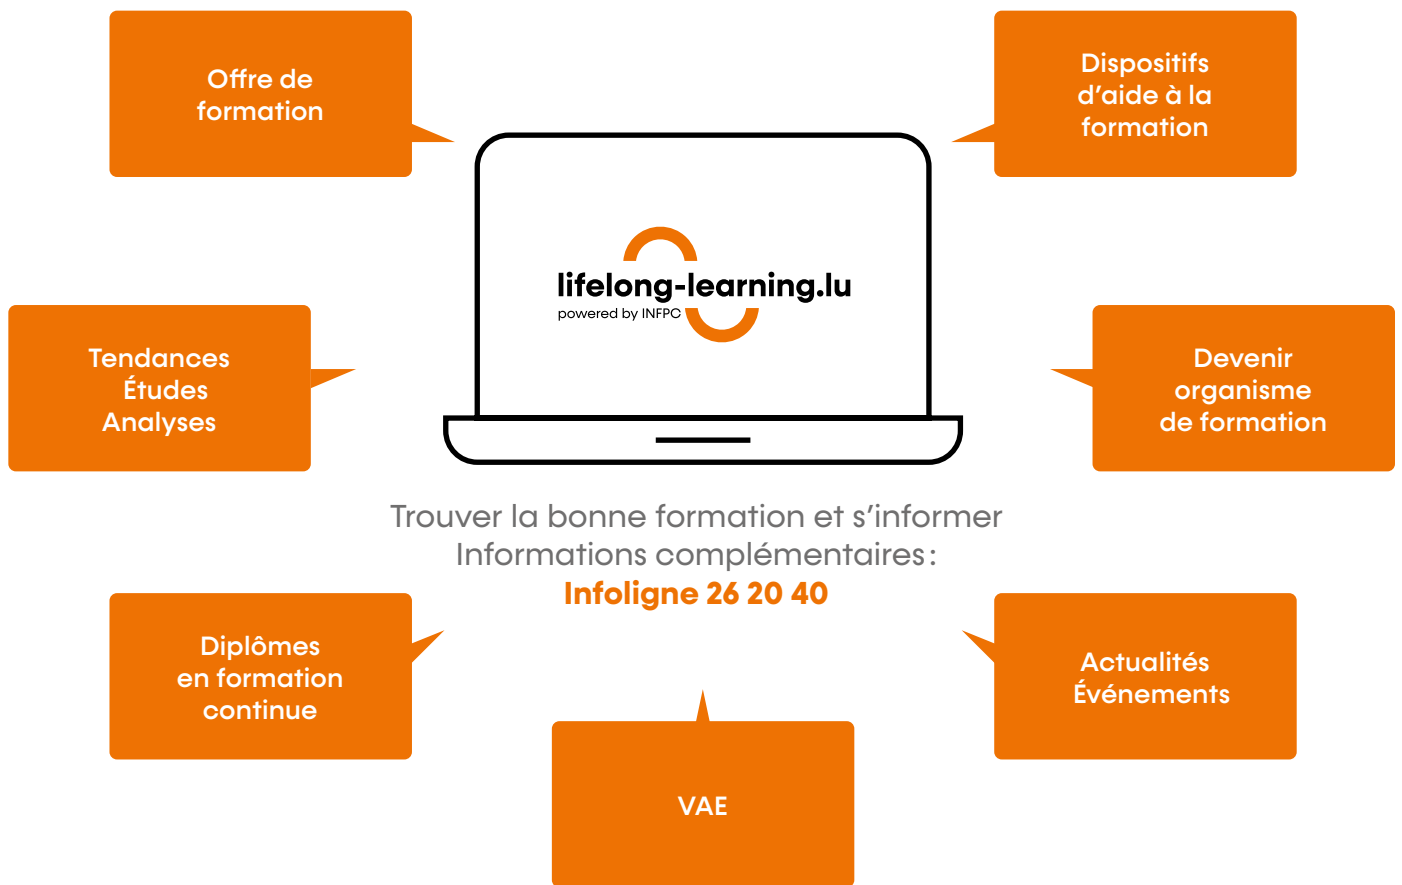 Offre de
formation
Dispositifs
d’aide à la
formation
lifelong-learning.lu
powered by INFPC
Tendances
Études
Analyses
Devenir
organisme
de formation
Trouver la bonne formation et s’informer
Informations complémentaires :
Infoligne 26 20 40
Diplômes
en formation
continue
Actualités
Événements
VAE